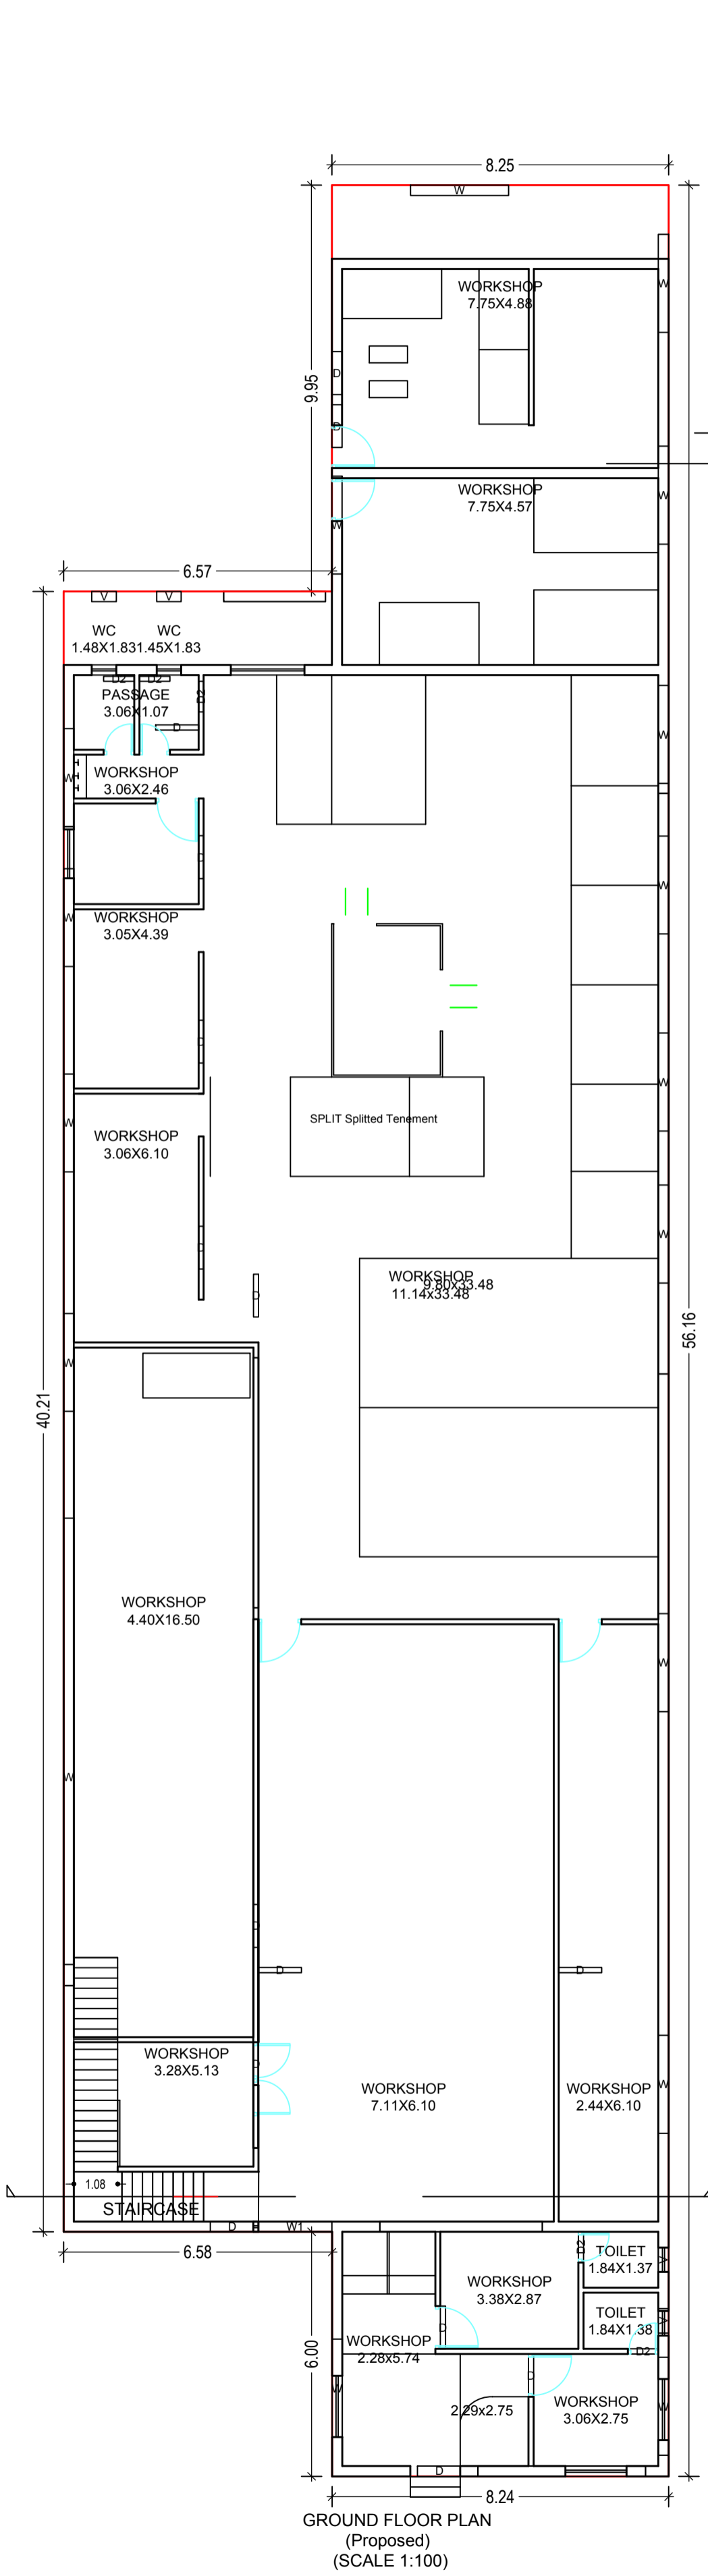 8.25
W
WORKSHOP
7.75X4.88
W
D
9.95
D
WORKSHOP
7.75X4.57
W
W
6.57
V
V
WC
1.48X1.83
WC
1.45X1.83
D2
D2
PASSAGE
3.06X1.07
D2
D
W
W
WORKSHOP
3.06X2.46
D
W
W
WORKSHOP
3.05X4.39
D
W
W
SPLIT Splitted Tenement
WORKSHOP
3.06X6.10
D
W
WORKSHOP
11.14x33.48
9.80x33.48
D
56.16
W
40.21
WORKSHOP
4.40X16.50
W
W
D
D
D
WORKSHOP
3.28X5.13
D
WORKSHOP
7.11X6.10
WORKSHOP
2.44X6.10
W
1.08
STAIRCASE
D
W1
6.58
TOILET
1.84X1.37
D2
V
WORKSHOP
3.38X2.87
TOILET
1.84X1.38
V
D2
WORKSHOP
2.28x5.74
D
6.00
D
W
WORKSHOP
3.06X2.75
W
2.29x2.75
D
8.24
GROUND FLOOR PLAN
(Proposed)
(SCALE 1:100)